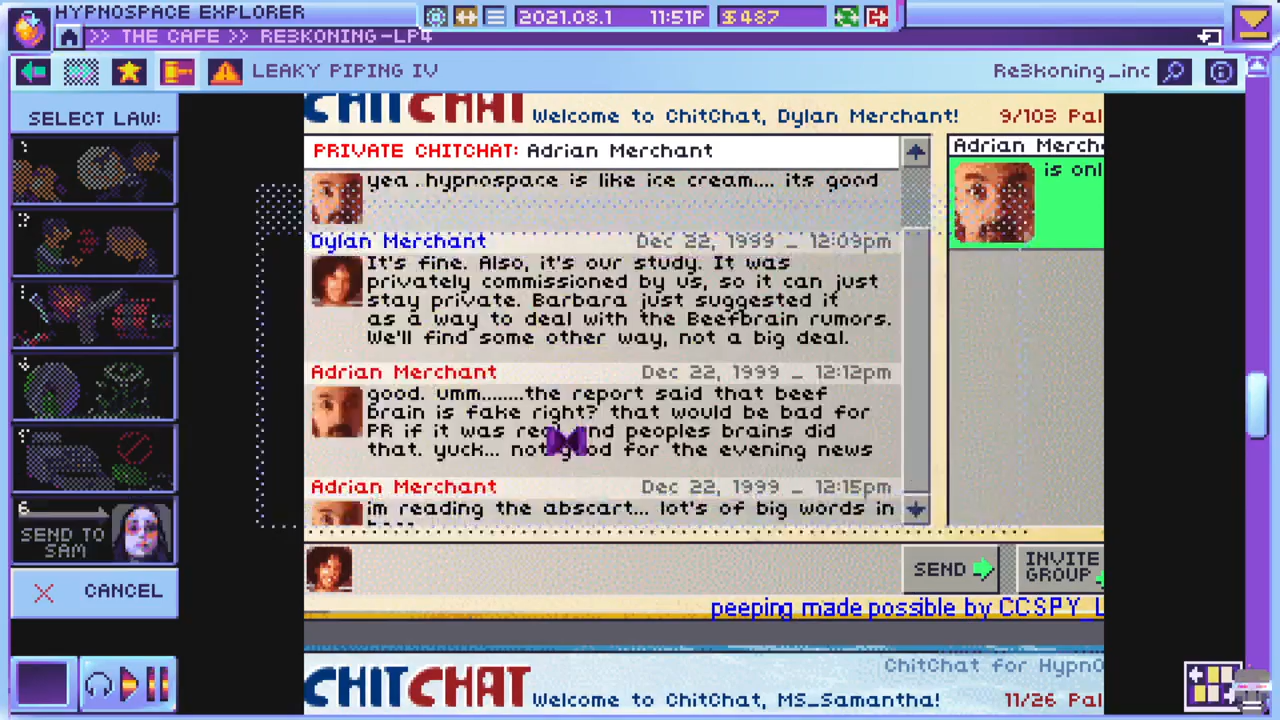 HYPNOSPACE EXPLORER
2021.08.1 11:51P
$487
>> THE CAFE >> RE3KONING-LP4
LEAKY PIPING IV
Re3koning_inc
SELECT LAW:
6
SEND TO
SAM
CANCEL
CHITCHAT Welcome to ChitChat, Dylan Merchant! 9/103 Pal
PRIVATE CHITCHAT: Adrian Merchant
yea ..hypnospace is like ice cream.... its good
Dylan Merchant Dec 22, 1999 _ 12:09pm
It's fine. Also, it's our study. It was
privately commissioned by us, so it can just
stay private. Barbara just suggested it
as a way to deal with the Beefbrain rumors.
We'll find some other way, not a big deal.
Adrian Merchant Dec 22, 1999 _ 12:12pm
good. umm........the report said that beef
brain is fake right? that would be bad for
PR if it was real and peoples brains did
that. yuck... not good for the evening news
Adrian Merchant Dec 22, 1999 _ 12:15pm
im reading the abscart... lot's of big words in
Adrian Merch
is onl
SEND
INVITE
GROUP
peeping made possible by CCSPY_L
CHITCHAT Welcome to ChitChat, MS_Samantha!
ChitChat for Hypn0
11/26 Pal